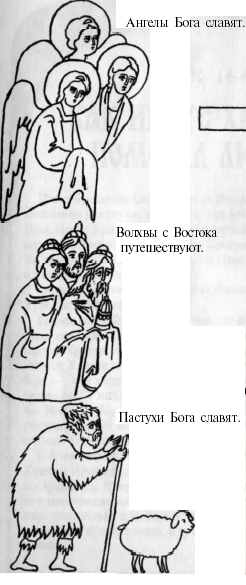 Ангелы Бога славят.
Волхвы с Востока
путешествуют.
Пастухи Бога славят.